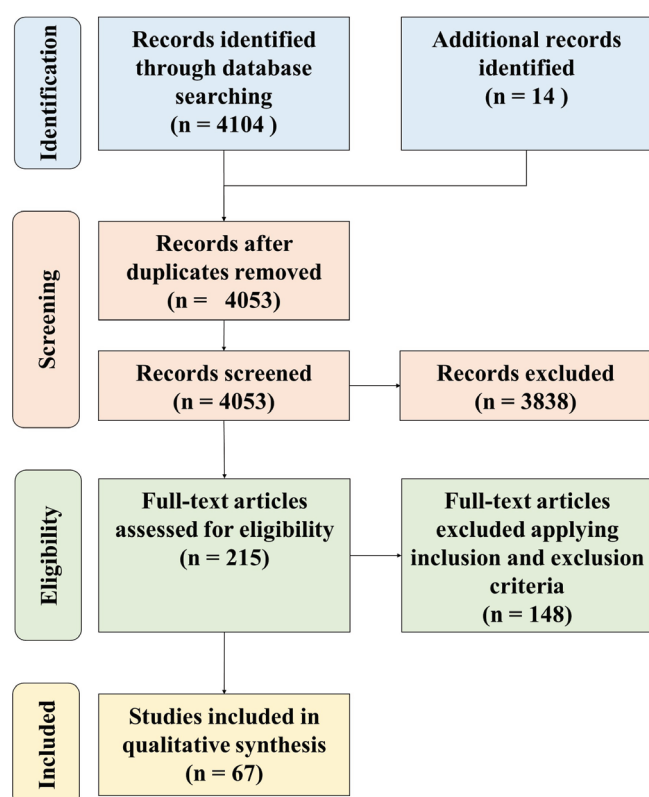 Identification
Records identified
through database
searching
(n = 4104 )
Additional records
identified
(n = 14 )
Screening
Records after
duplicates removed
(n =   4053)
Records screened
(n = 4053)
Records excluded
(n = 3838)
Eligibility
Full-text articles
assessed for eligibility
(n = 215)
Full-text articles
excluded applying
inclusion and exclusion
criteria
(n = 148)
Included
Studies included in
qualitative synthesis
(n = 67)